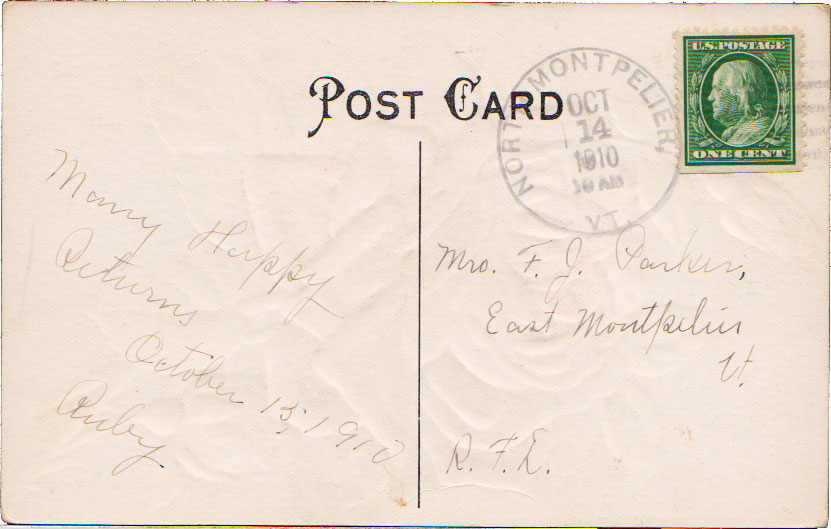 POST CARD
NORTH MONTPELIER,
OCT
14
1910
10 AM
VT.
U.S. POSTAGE
ONE CENT
Many Happy
Returns
October 15, 1910
Ruby
Mrs. F. J. Parker,
East Montpelier
Vt.
R. F. D.